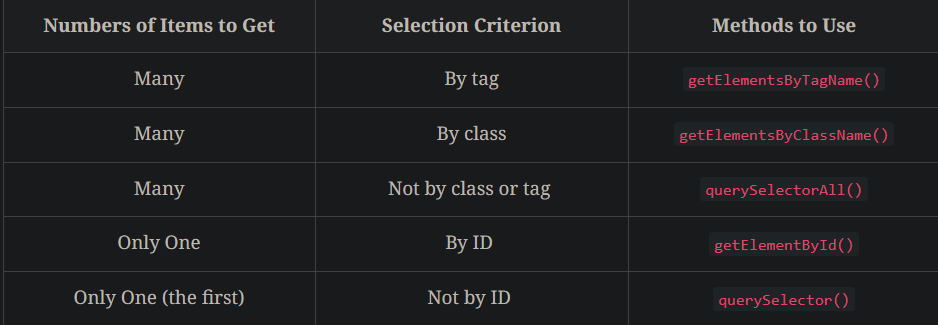 Numbers of Items to Get Selection Criterion Methods to Use
Many By tag getElementsByTagName()
Many By class getElementsByClassName()
Many Not by class or tag querySelectorAll()
Only One By ID getElementById()
Only One (the first) Not by ID querySelector()